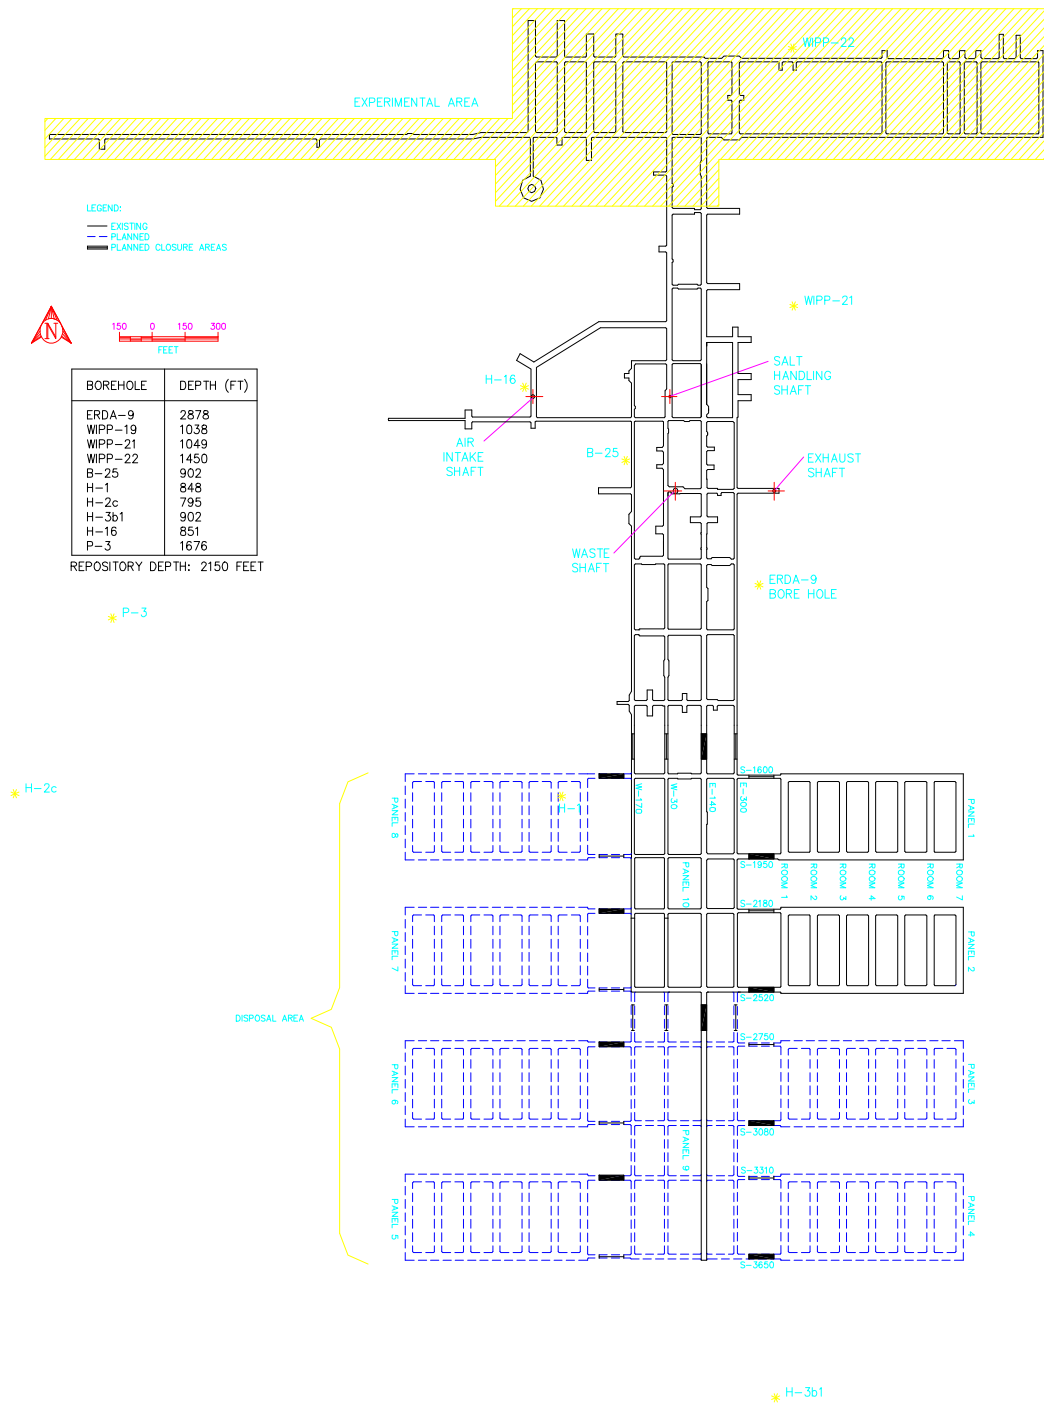 WIPP-22
EXPERIMENTAL AREA
LEGEND:
EXISTING
PLANNED
PLANNED CLOSURE AREAS
WIPP-21
N
150 0 150 300
FEET
SALT
HANDLING
SHAFT
H-16
BOREHOLE DEPTH (FT)
ERDA-9 2878
WIPP-19 1038
WIPP-21 1049
WIPP-22 1450
B-25 902
H-1 848
H-2c 795
H-3b1 902
H-16 851
P-3 1676
REPOSITORY DEPTH: 2150 FEET
AIR
INTAKE
SHAFT
B-25
EXHAUST
SHAFT
WASTE
SHAFT
ERDA-9
BORE HOLE
P-3
S-1600
H-2c
H-1
W-170
W-30
E-140
E-300
PANEL 8
PANEL 1
S-1950
PANEL 10
ROOM 1
ROOM 2
ROOM 3
ROOM 4
ROOM 5
ROOM 6
ROOM 7
S-2180
PANEL 7
PANEL 2
S-2520
DISPOSAL AREA
S-2750
PANEL 6
PANEL 3
S-3080
PANEL 9
S-3310
PANEL 5
PANEL 4
S-3650
H-3b1